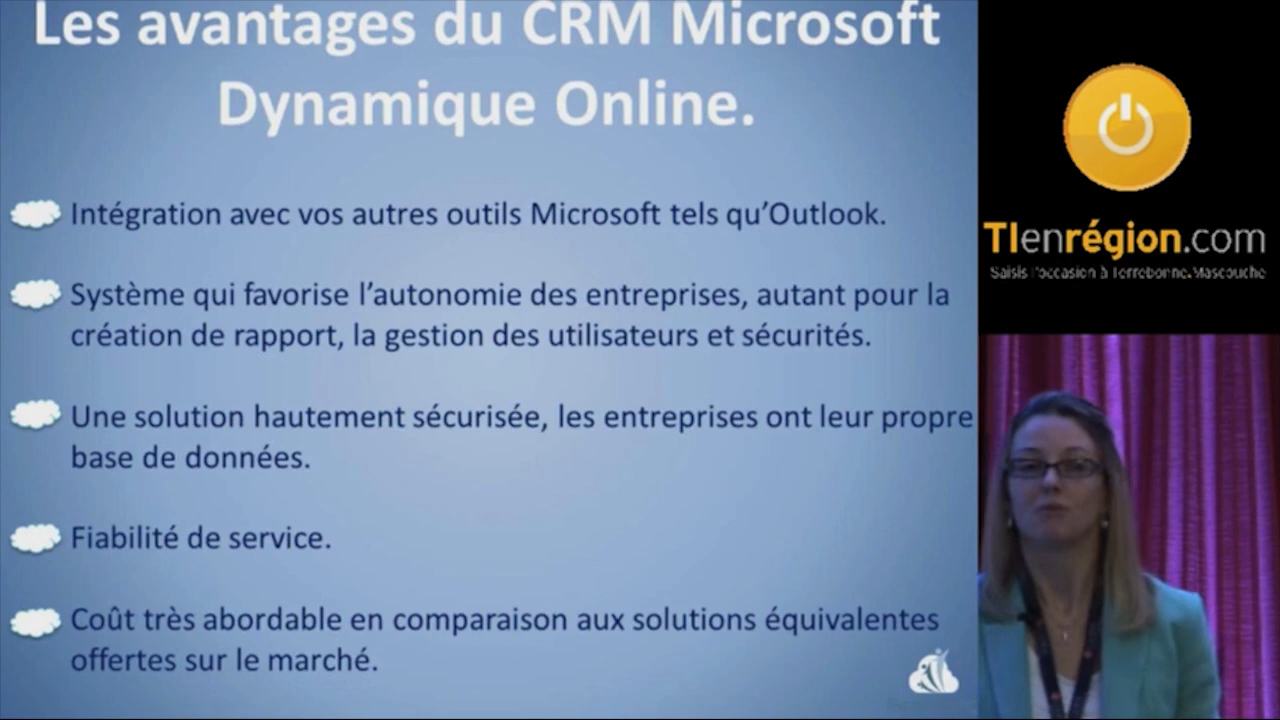 Les avantages du CRM Microsoft
Dynamique Online.
Intégration avec vos autres outils Microsoft tels qu'Outlook.
Système qui favorise l'autonomie des entreprises, autant pour la
création de rapport, la gestion des utilisateurs et sécurités.
Une solution hautement sécurisée, les entreprises ont leur propre
base de données.
Fiabilité de service.
Coût très abordable en comparaison aux solutions équivalentes
offertes sur le marché.
TIenrégion.com
Saisis l'occasion à Terrebonne.Mascouche